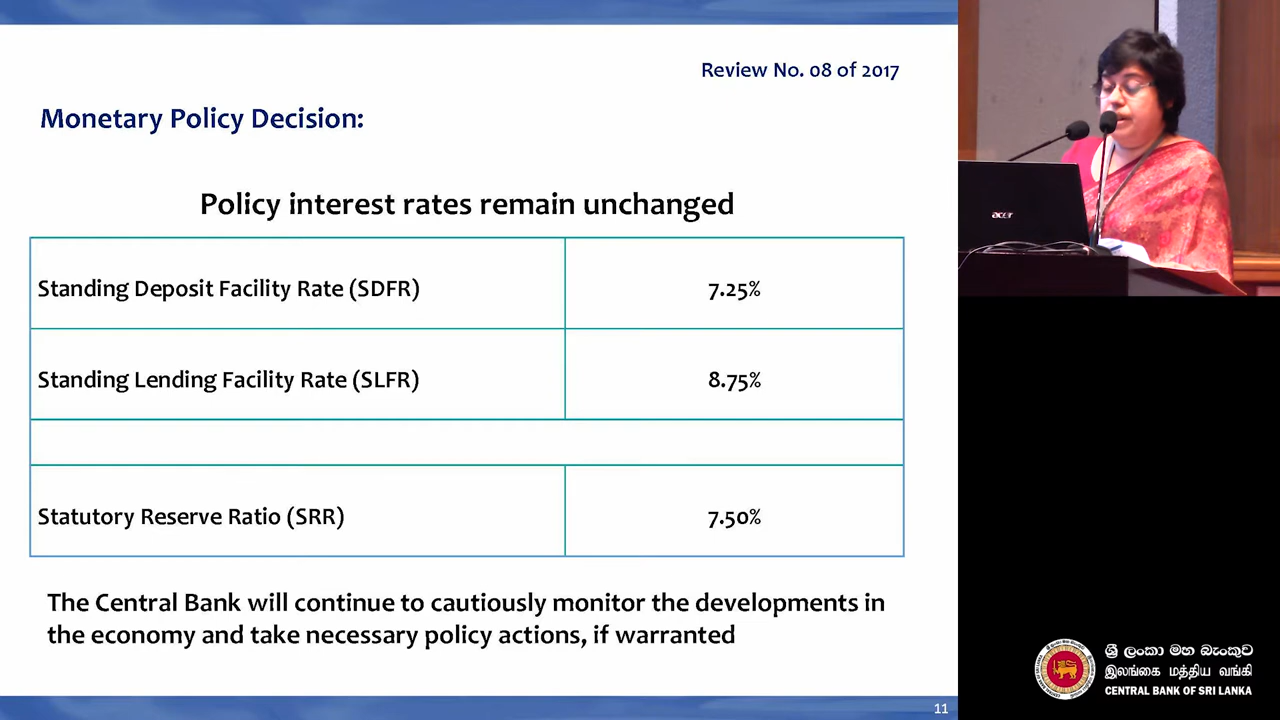 Review No. 08 of 2017
Monetary Policy Decision:
Policy interest rates remain unchanged
Standing Deposit Facility Rate (SDFR) 7.25%
Standing Lending Facility Rate (SLFR) 8.75%
Statutory Reserve Ratio (SRR) 7.50%
The Central Bank will continue to cautiously monitor the developments in
the economy and take necessary policy actions, if warranted
11
acer
ශ්‍රී ලංකා මහ බැංකුව
இலங்கை மத்திய வங்கி
CENTRAL BANK OF SRI LANKA